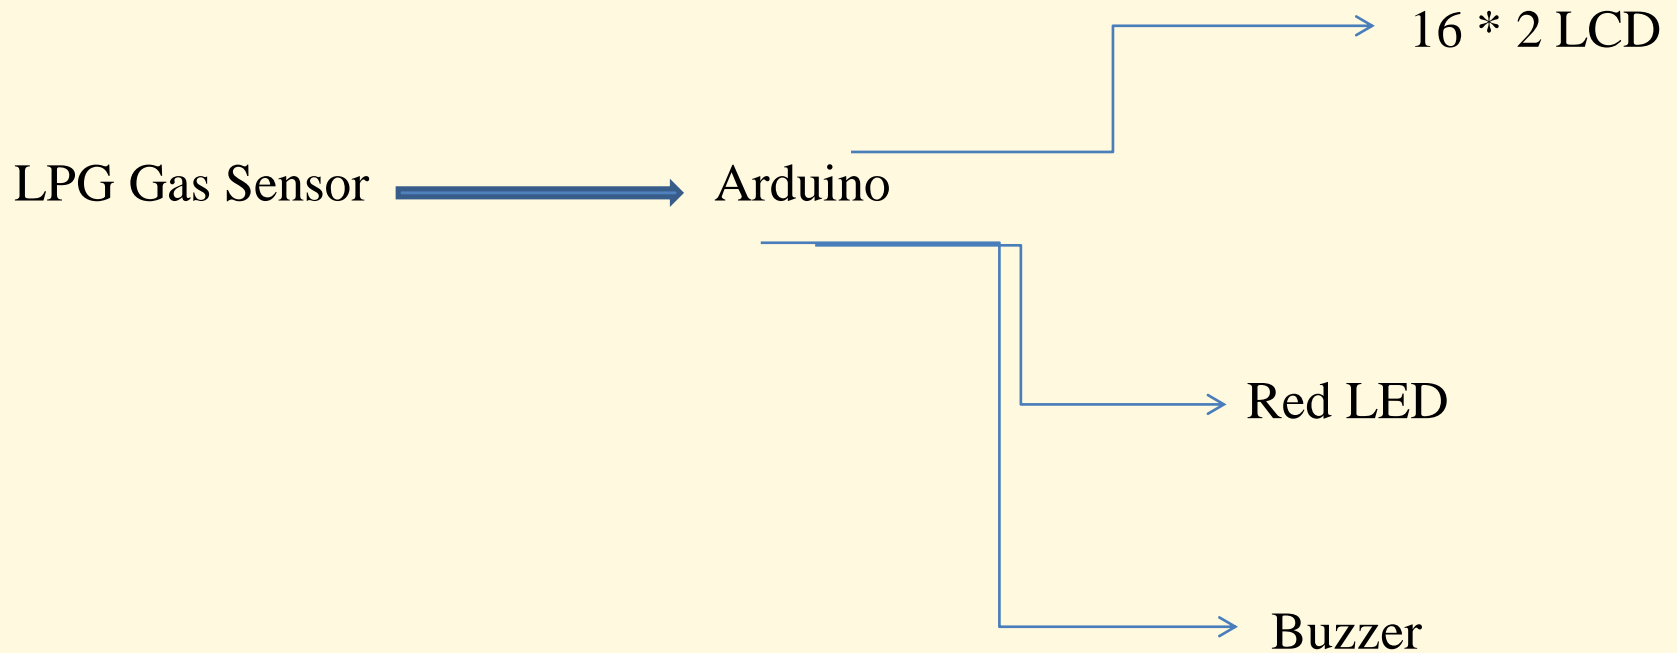 16 * 2 LCD
LPG Gas Sensor
Arduino
Red LED
Buzzer